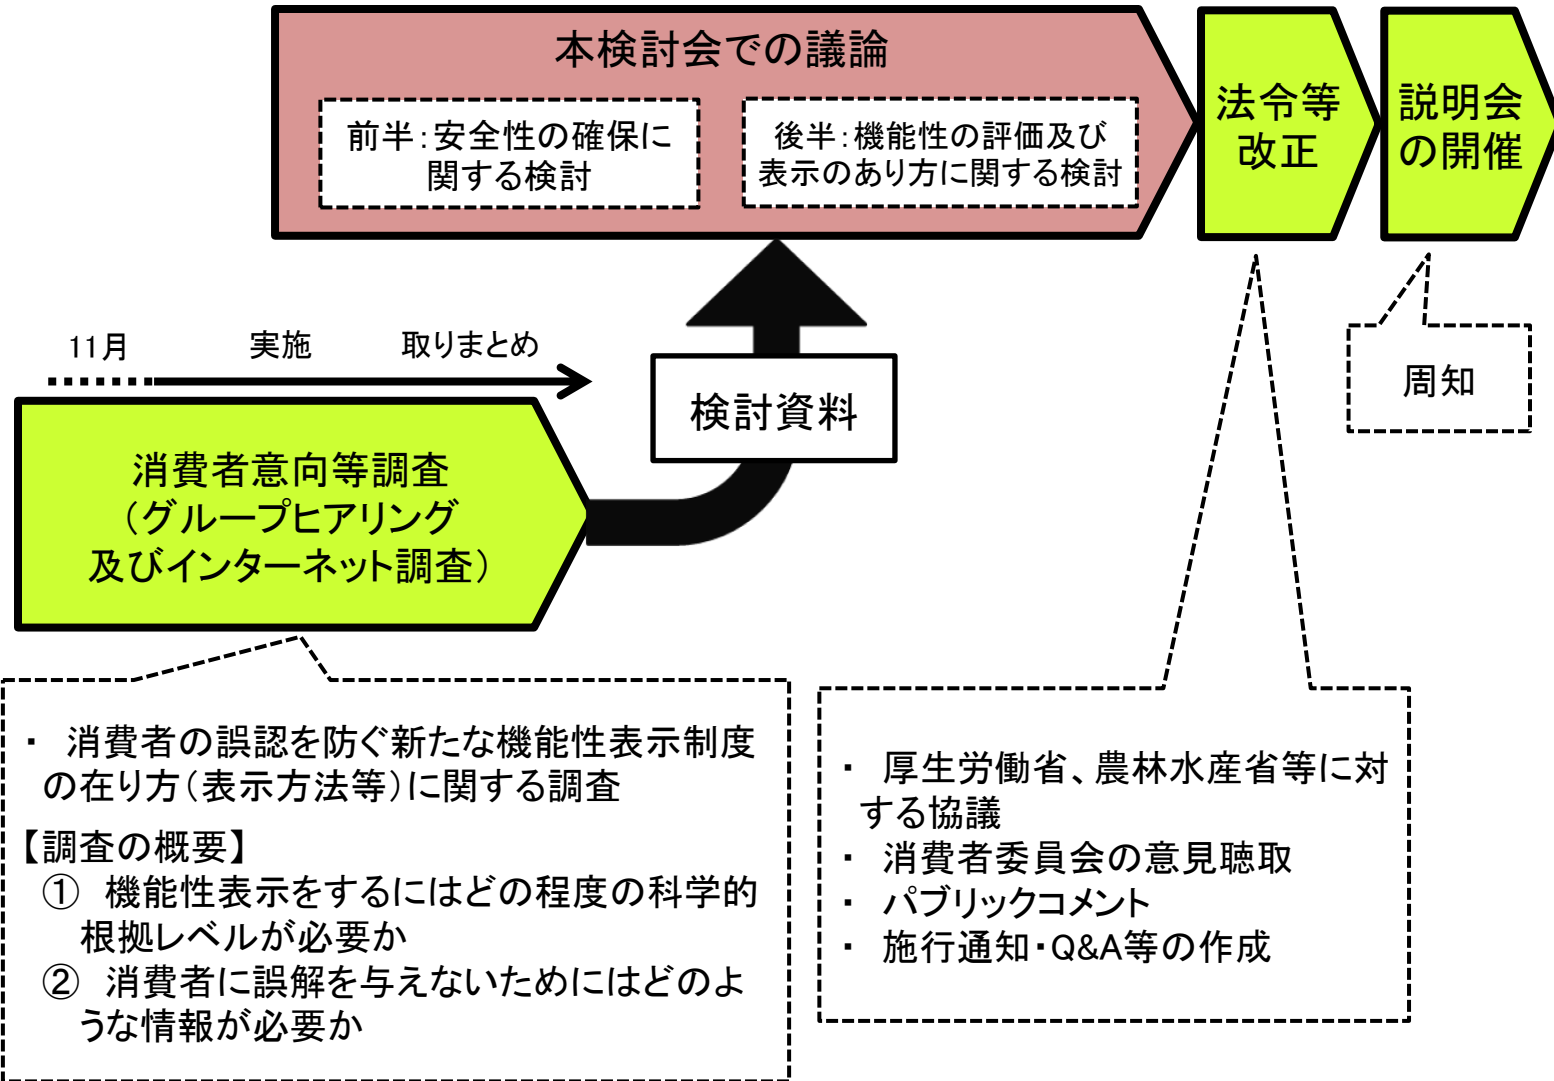 本検討会での議論
前半：安全性の確保に
関する検討
後半：機能性の評価及び
表示のあり方に関する検討
法令等
改正
説明会
の開催
11月
実施
取りまとめ
検討資料
周知
消費者意向等調査
（グループヒアリング
及びインターネット調査）
・ 消費者の誤認を防ぐ新たな機能性表示制度
の在り方（表示方法等）に関する調査
【調査の概要】
① 機能性表示をするにはどの程度の科学的
根拠レベルが必要か
② 消費者に誤解を与えないためにはどのよ
うな情報が必要か
・ 厚生労働省、農林水産省等に対
する協議
・ 消費者委員会の意見聴取
・ パブリックコメント
・ 施行通知・Q&A等の作成